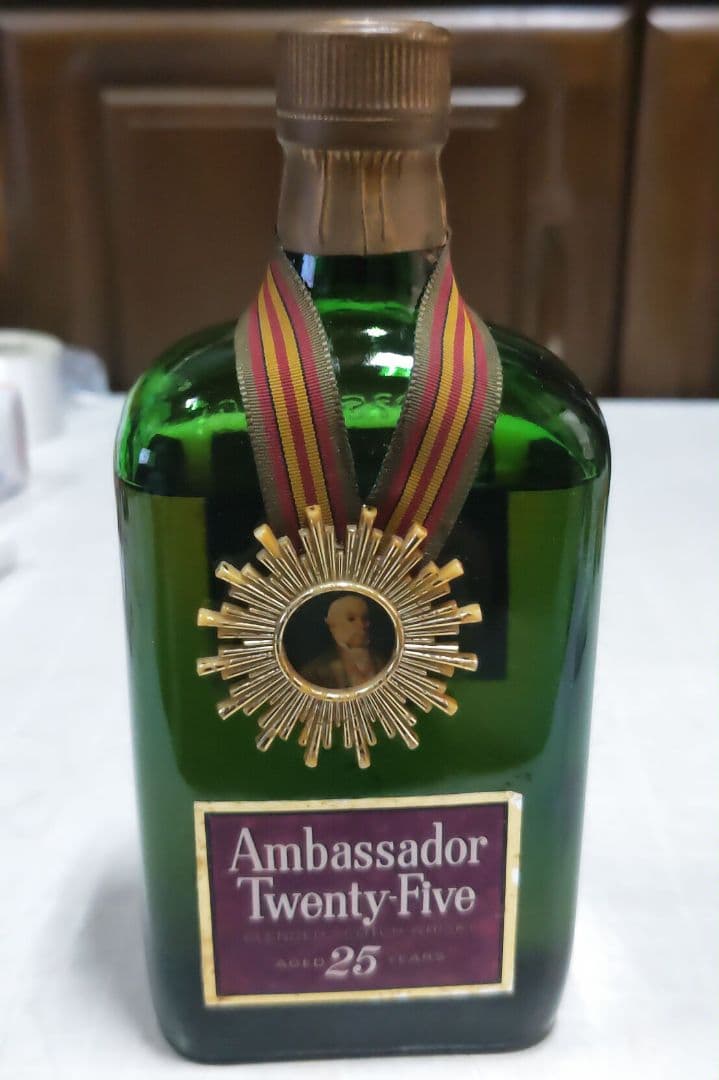 Ambassador
Twenty-Five
BLENDED SCOTCH WHISKY
AGED 25 YEARS